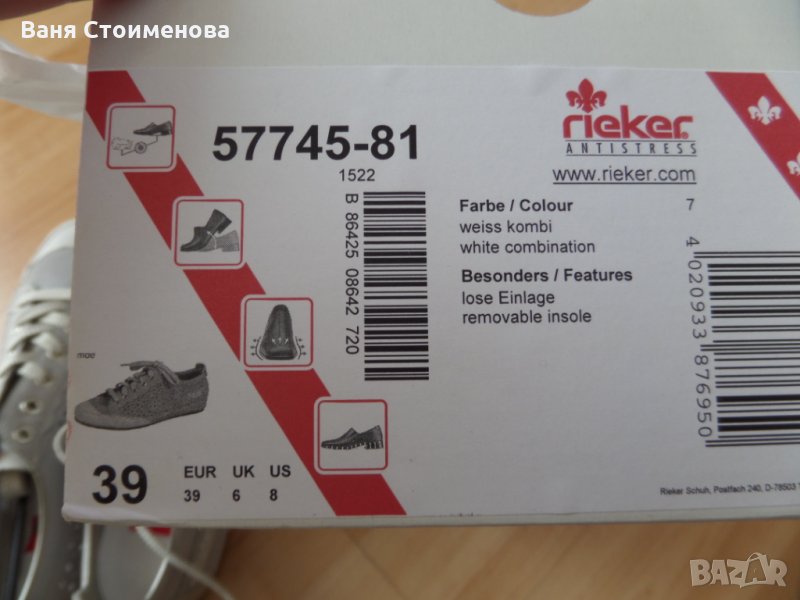 Ваня Стоименова
57745-81
1522
B 86425 08642 720
rieker
ANTISTRESS
www.rieker.com
Farbe / Colour 7
weiss kombi
white combination
Besonders / Features
lose Einlage
removable insole
4 020933 876950
mae
39
EUR UK US
39 6 8
Rieker Schuh, Postfach 240, D-78503
BAZAR